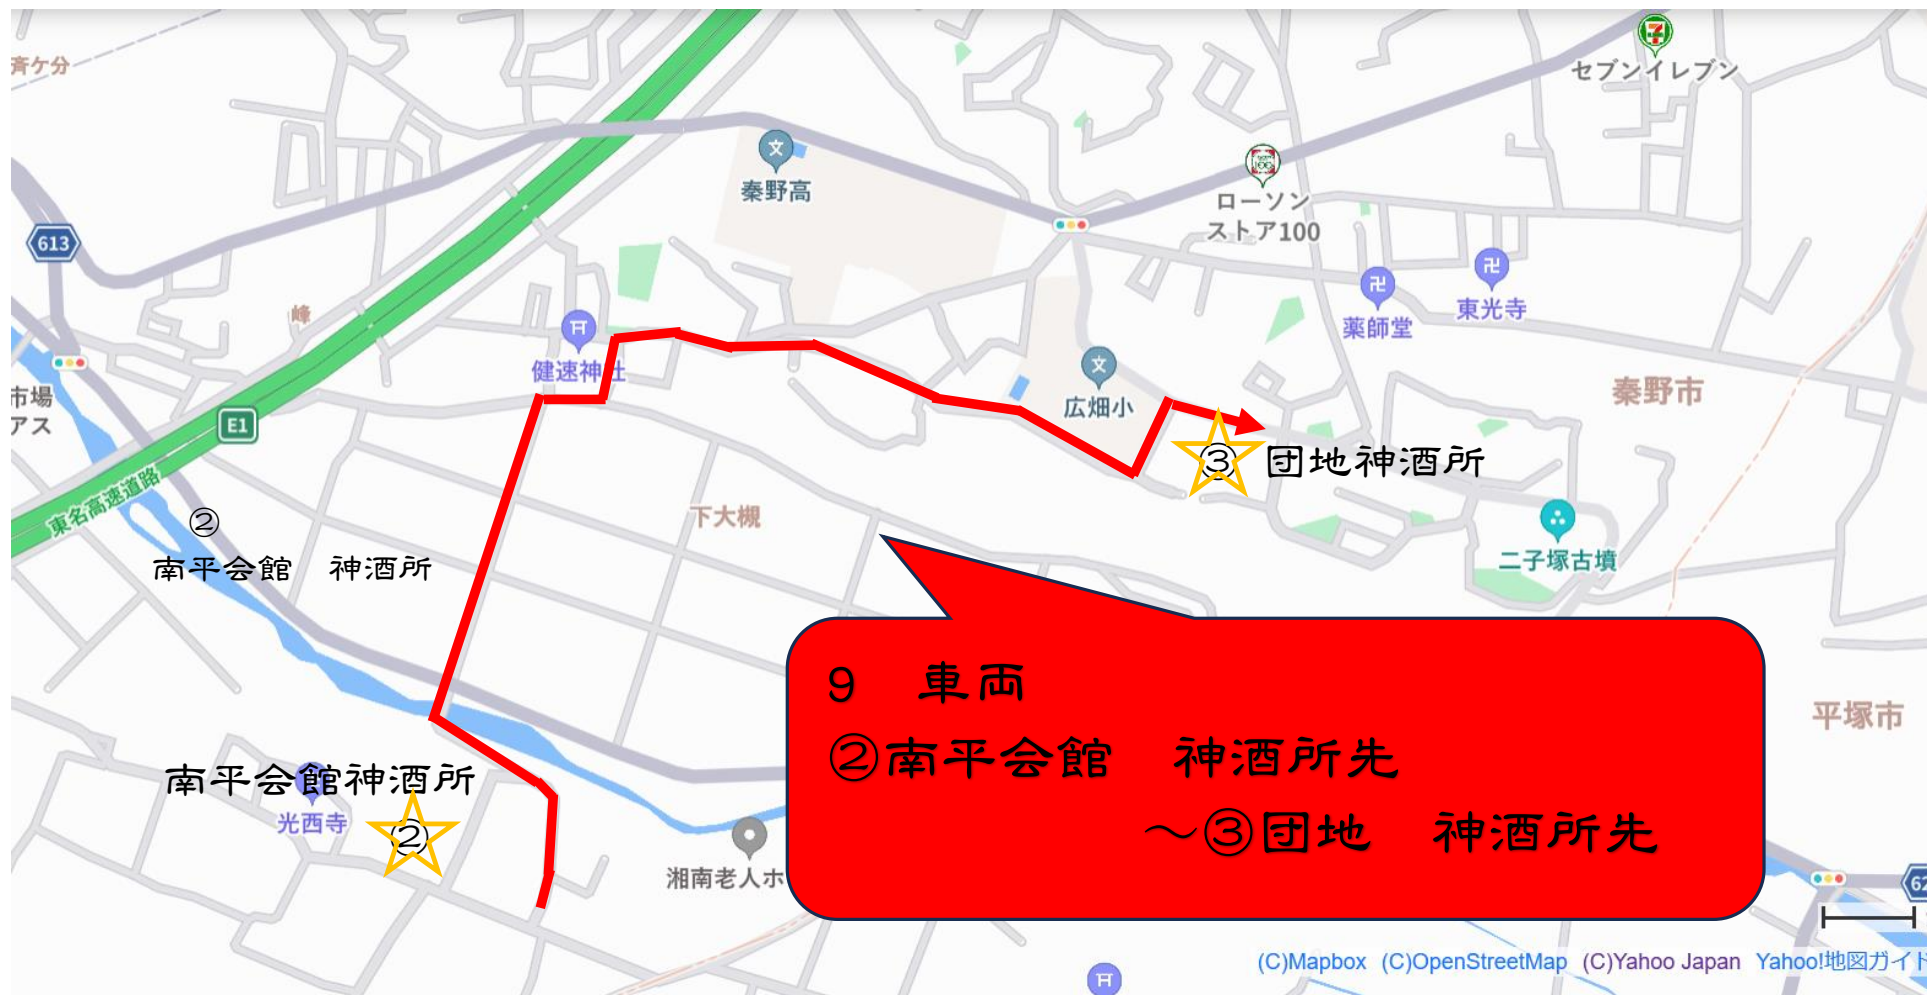 斉ケ分
セブンイレブン
秦野高
613
ローソン
ストア100
東光寺
薬師堂
峰
健速神社
市場
アス
E1
広畑小
秦野市
③
団地神酒所
東名高速道路
②
下大槻
南平会館　神酒所
二子塚古墳
9　車両
②南平会館　神酒所先
～③団地　神酒所先
平塚市
南平会館神酒所
光西寺
②
湘南老人ホ
62
(C)Mapbox (C)OpenStreetMap (C)Yahoo Japan Yahoo!地図ガイド